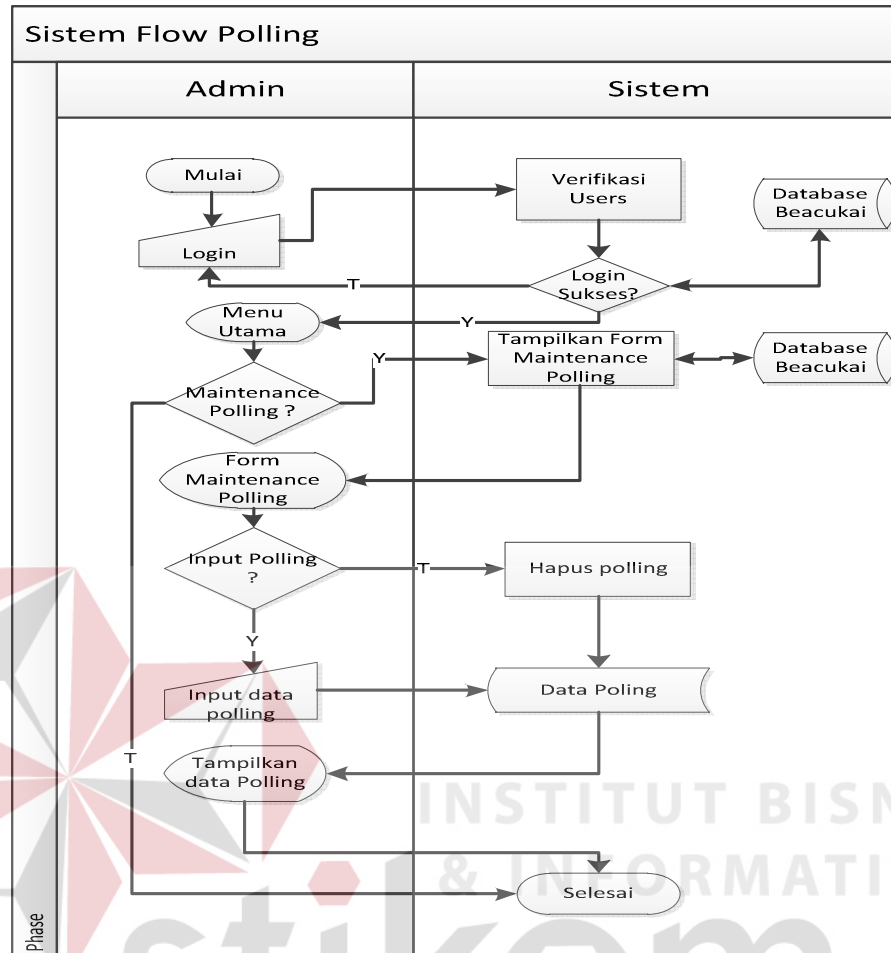 Sistem Flow Polling
Admin
Sistem
Mulai
Verifikasi
Users
Database
Beacukai
Login
Login
Sukses?
T
Menu
Utama
Y
Tampilkan Form
Maintenance
Polling
Database
Beacukai
Y
Maintenance
Polling ?
Form
Maintenance
Polling
Input Polling
?
T
Hapus polling
Y
Input data
polling
Data Poling
T
Tampilkan
data Polling
INSTITUT BISN
& INFORMATI
Selesai
stikom
Phase